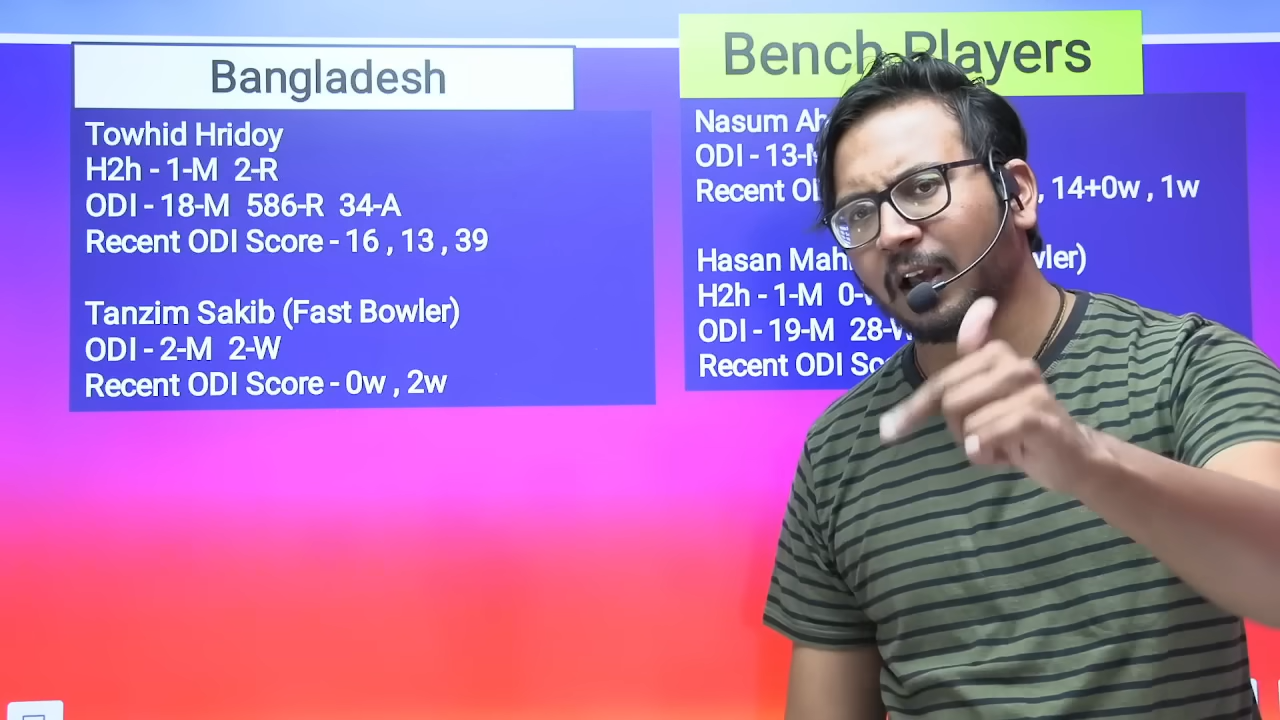 Bangladesh
Towhid Hridoy
H2h - 1-M 2-R
ODI - 18-M 586-R 34-A
Recent ODI Score - 16 , 13 , 39
Tanzim Sakib (Fast Bowler)
ODI - 2-M 2-W
Recent ODI Score - 0w , 2w
Bench Players
Nasum
ODI - 13-M
Recent , 14+0w , 1w
Hasan
H2h - 1-M
ODI - 19-M 28-W
Recent ODI